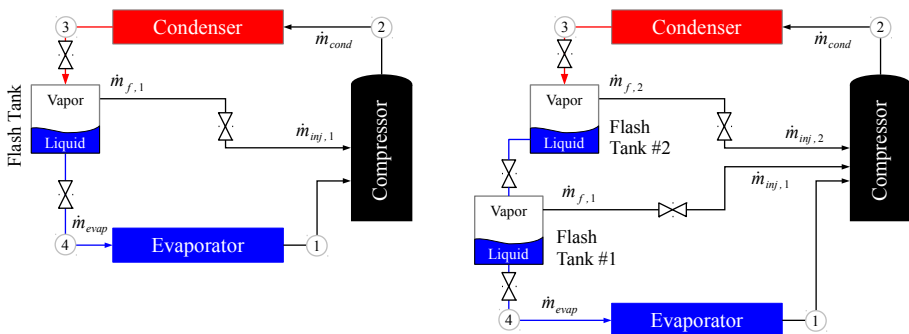 3
Condenser
2
ṁcond
Flash Tank
Vapor
Liquid
ṁf,1
ṁinj,1
Compressor
ṁevap
4
Evaporator
1
3
Condenser
2
ṁcond
Vapor
Liquid
Flash
Tank #2
ṁf,2
ṁinj,2
Compressor
ṁinj,1
ṁf,1
Vapor
Liquid
Flash
Tank #1
ṁevap
4
Evaporator
1